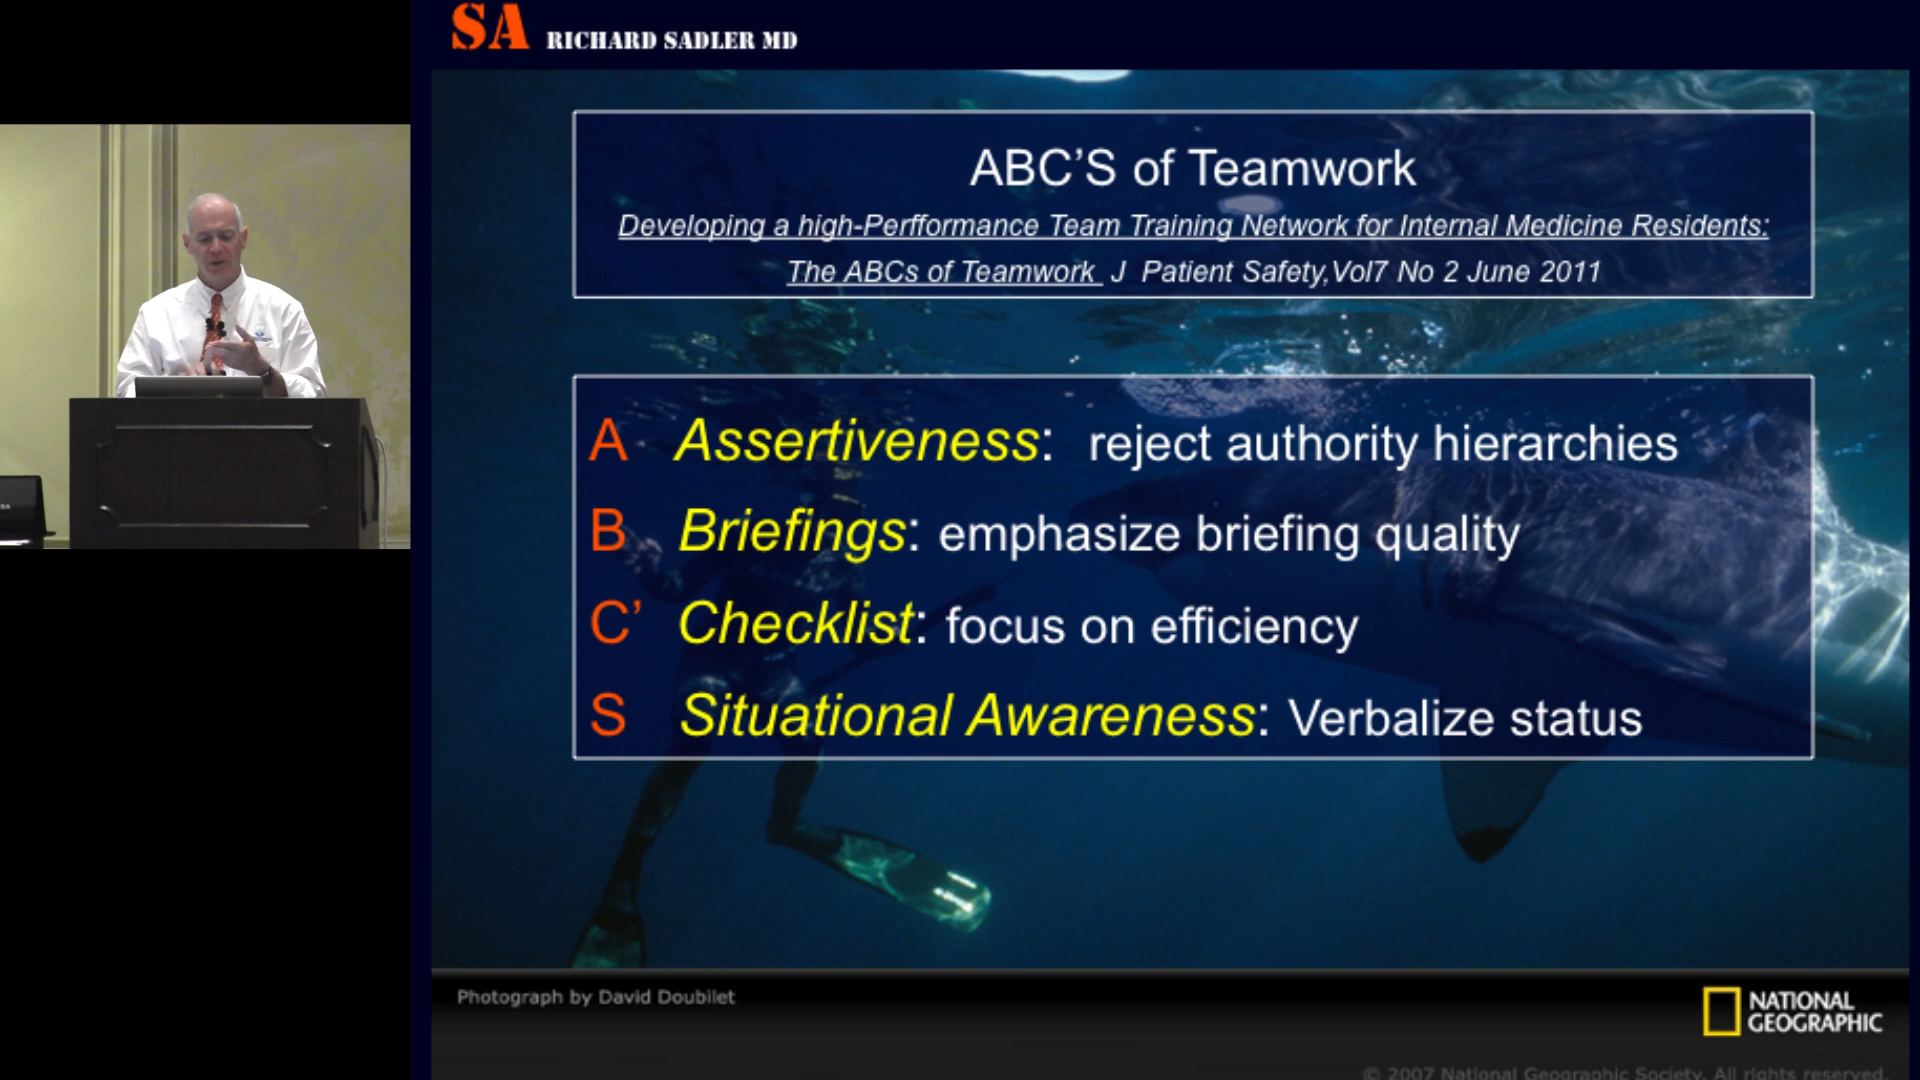 SA RICHARD SADLER MD
ABC'S of Teamwork
Developing a high-Perfformance Team Training Network for Internal Medicine Residents:
The ABCs of Teamwork J Patient Safety,Vol7 No 2 June 2011
A Assertiveness: reject authority hierarchies
B Briefings: emphasize briefing quality
C' Checklist: focus on efficiency
S Situational Awareness: Verbalize status
Photograph by David Doubilet
NATIONAL
GEOGRAPHIC
© 2007 National Geographic Society. All rights reserved.